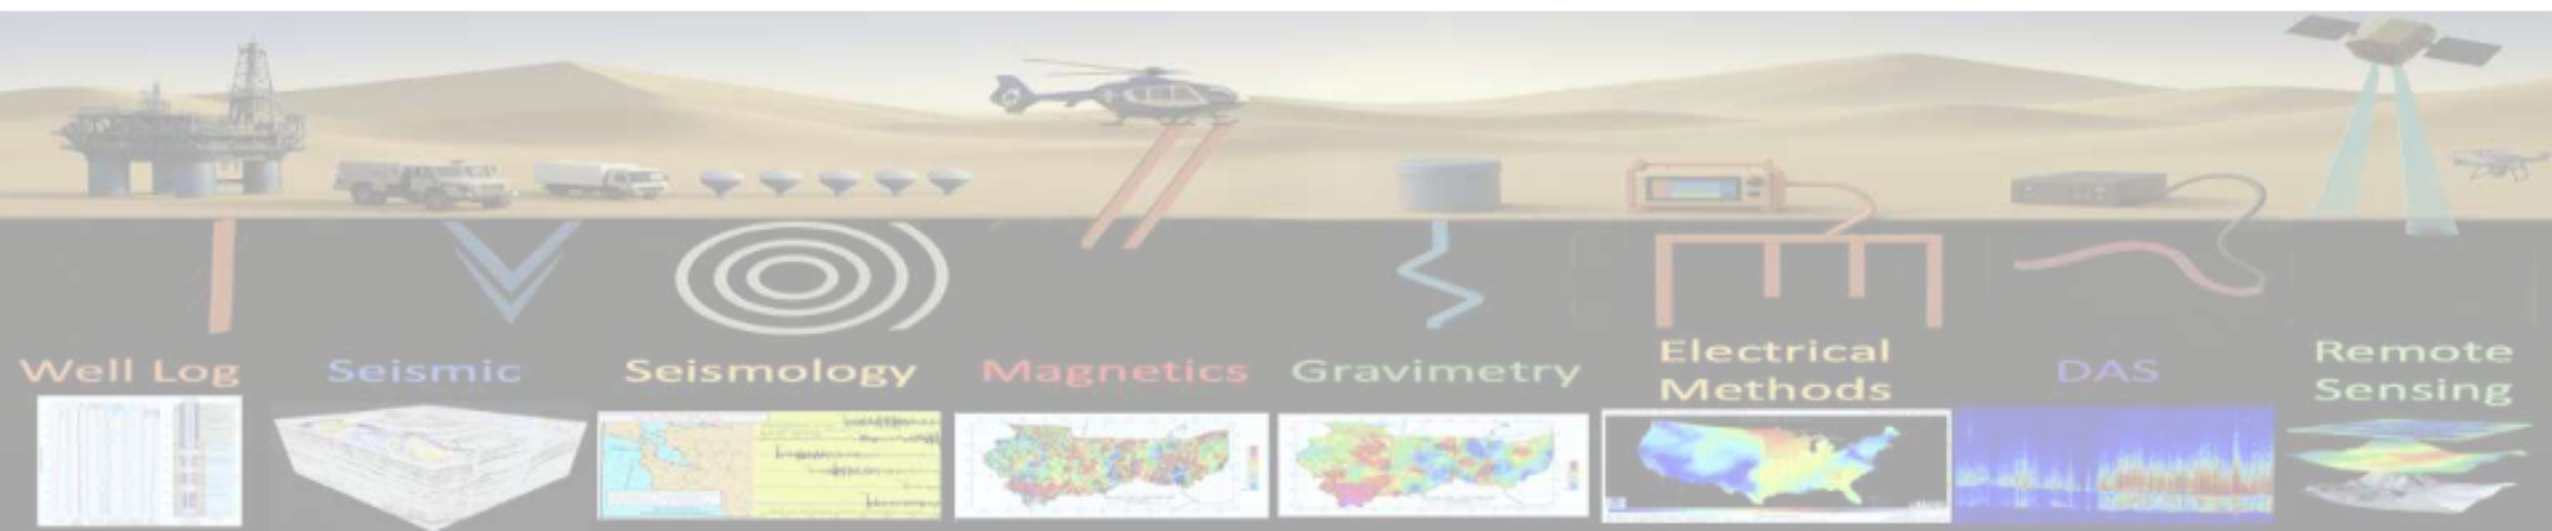 Well Log
Seismic
Seismology
Magnetics
Gravimetry
Electrical
Methods
DAS
Remote
Sensing